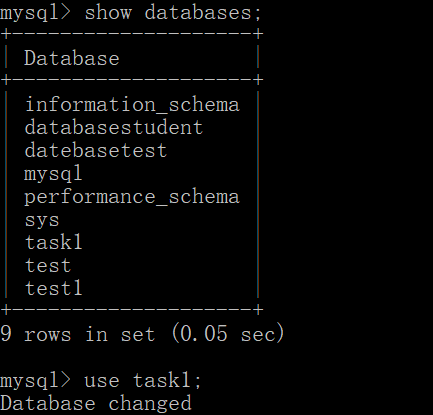 mysql> show databases;
+--------------------+
| Database           |
+--------------------+
| information_schema |
| databasestudent    |
| datebasetest       |
| mysql              |
| performance_schema |
| sys                |
| task1              |
| test               |
| test1              |
+--------------------+
9 rows in set (0.05 sec)
mysql> use task1;
Database changed